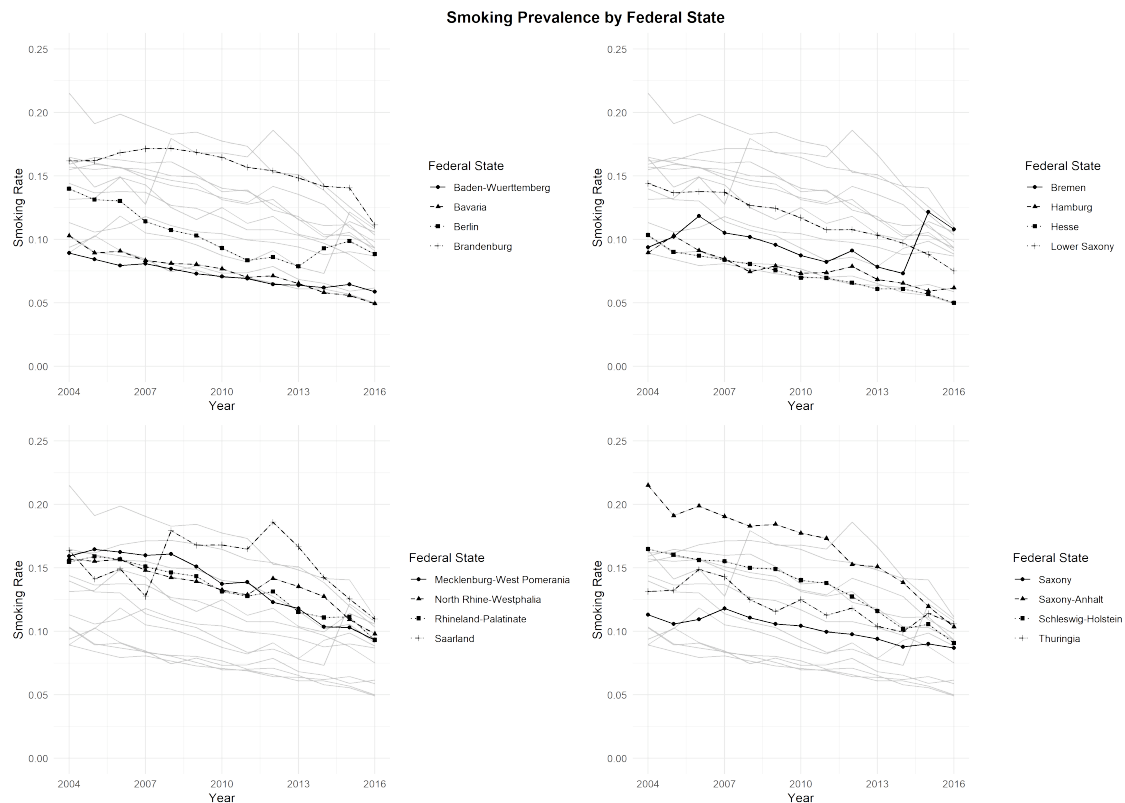 Smoking Prevalence by Federal State
0.25
0.20
0.15
0.10
0.05
0.00
Smoking Rate
2004 2007 2010 2013 2016
Year
Federal State
Baden-Wuerttemberg
Bavaria
Berlin
Brandenburg
0.25
0.20
0.15
0.10
0.05
0.00
Smoking Rate
2004 2007 2010 2013 2016
Year
Federal State
Bremen
Hamburg
Hesse
Lower Saxony
0.25
0.20
0.15
0.10
0.05
0.00
Smoking Rate
2004 2007 2010 2013 2016
Year
Federal State
Mecklenburg-West Pomerania
North Rhine-Westphalia
Rhineland-Palatinate
Saarland
0.25
0.20
0.15
0.10
0.05
0.00
Smoking Rate
2004 2007 2010 2013 2016
Year
Federal State
Saxony
Saxony-Anhalt
Schleswig-Holstein
Thuringia